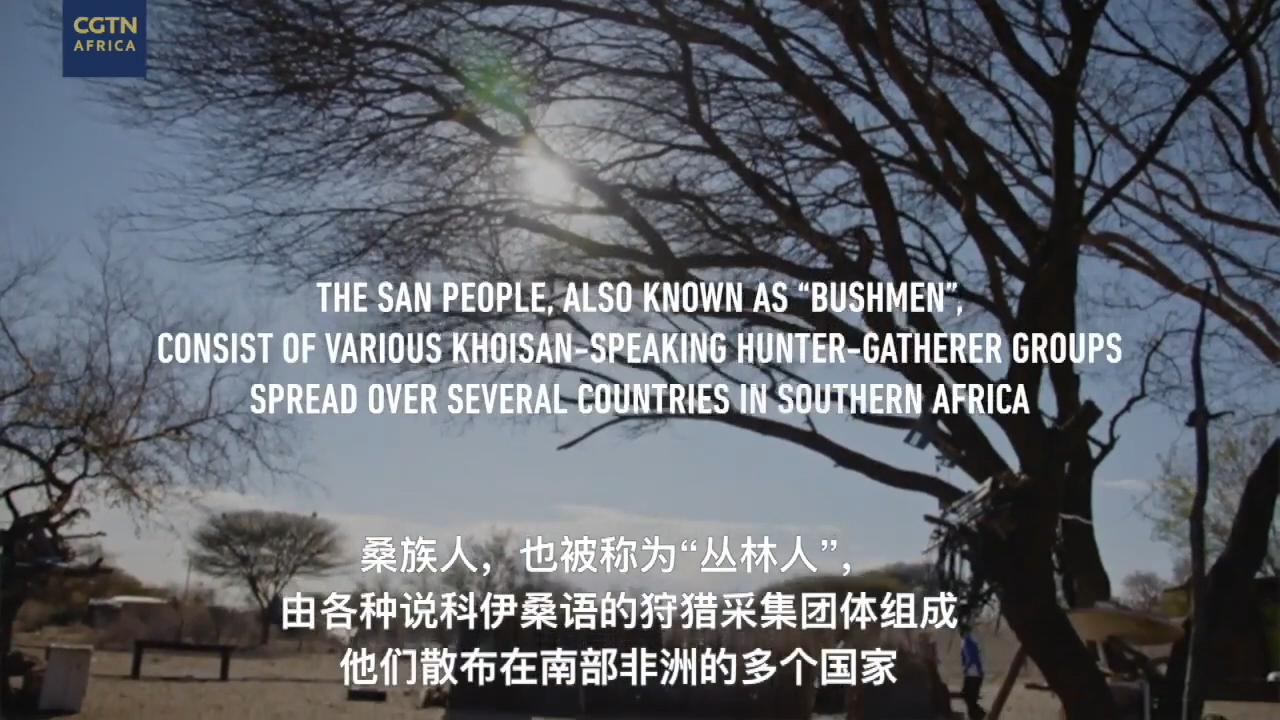 CGTN
AFRICA
THE SAN PEOPLE, ALSO KNOWN AS “BUSHMEN”,
CONSIST OF VARIOUS KHOISAN-SPEAKING HUNTER-GATHERER GROUPS
SPREAD OVER SEVERAL COUNTRIES IN SOUTHERN AFRICA
桑族人，也被称为“丛林人”，
由各种说科伊桑语的狩猎采集团体组成
他们散布在南部非洲的多个国家